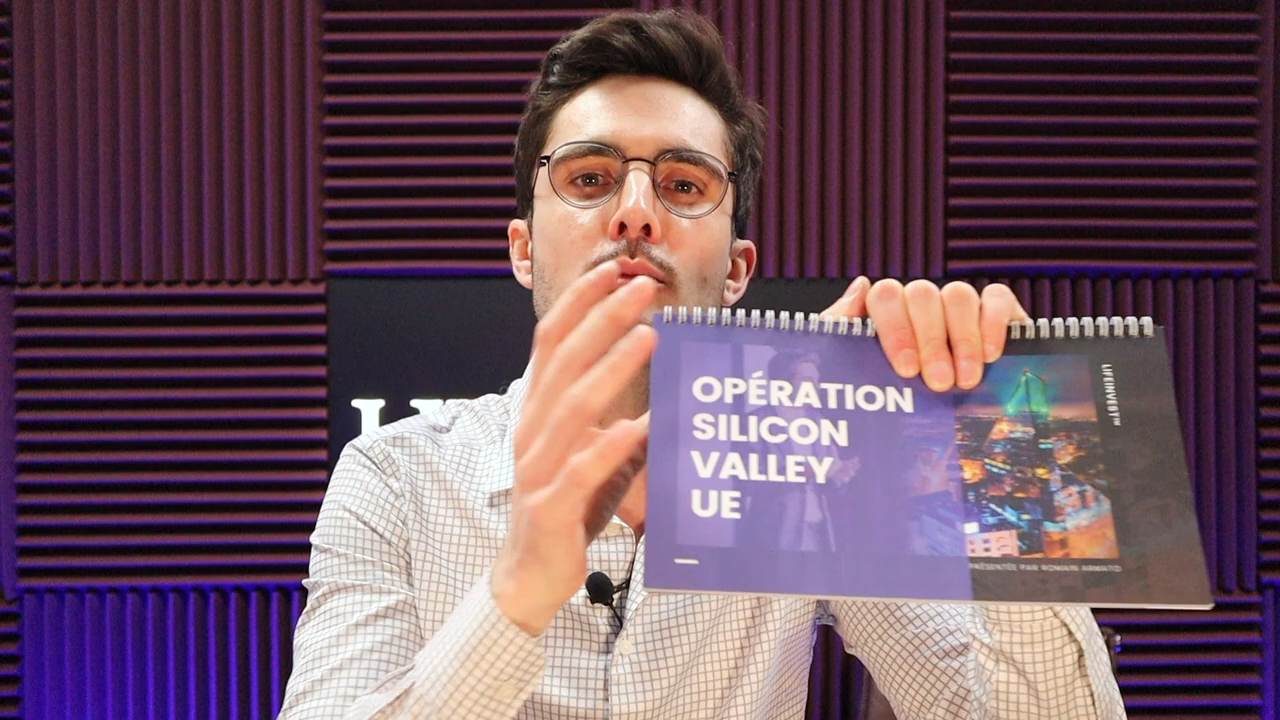 OPÉRATION
SILICON
VALLEY
UE
LIFEINVEST
PRÉSENTÉE PAR ROMAIN ARMATO